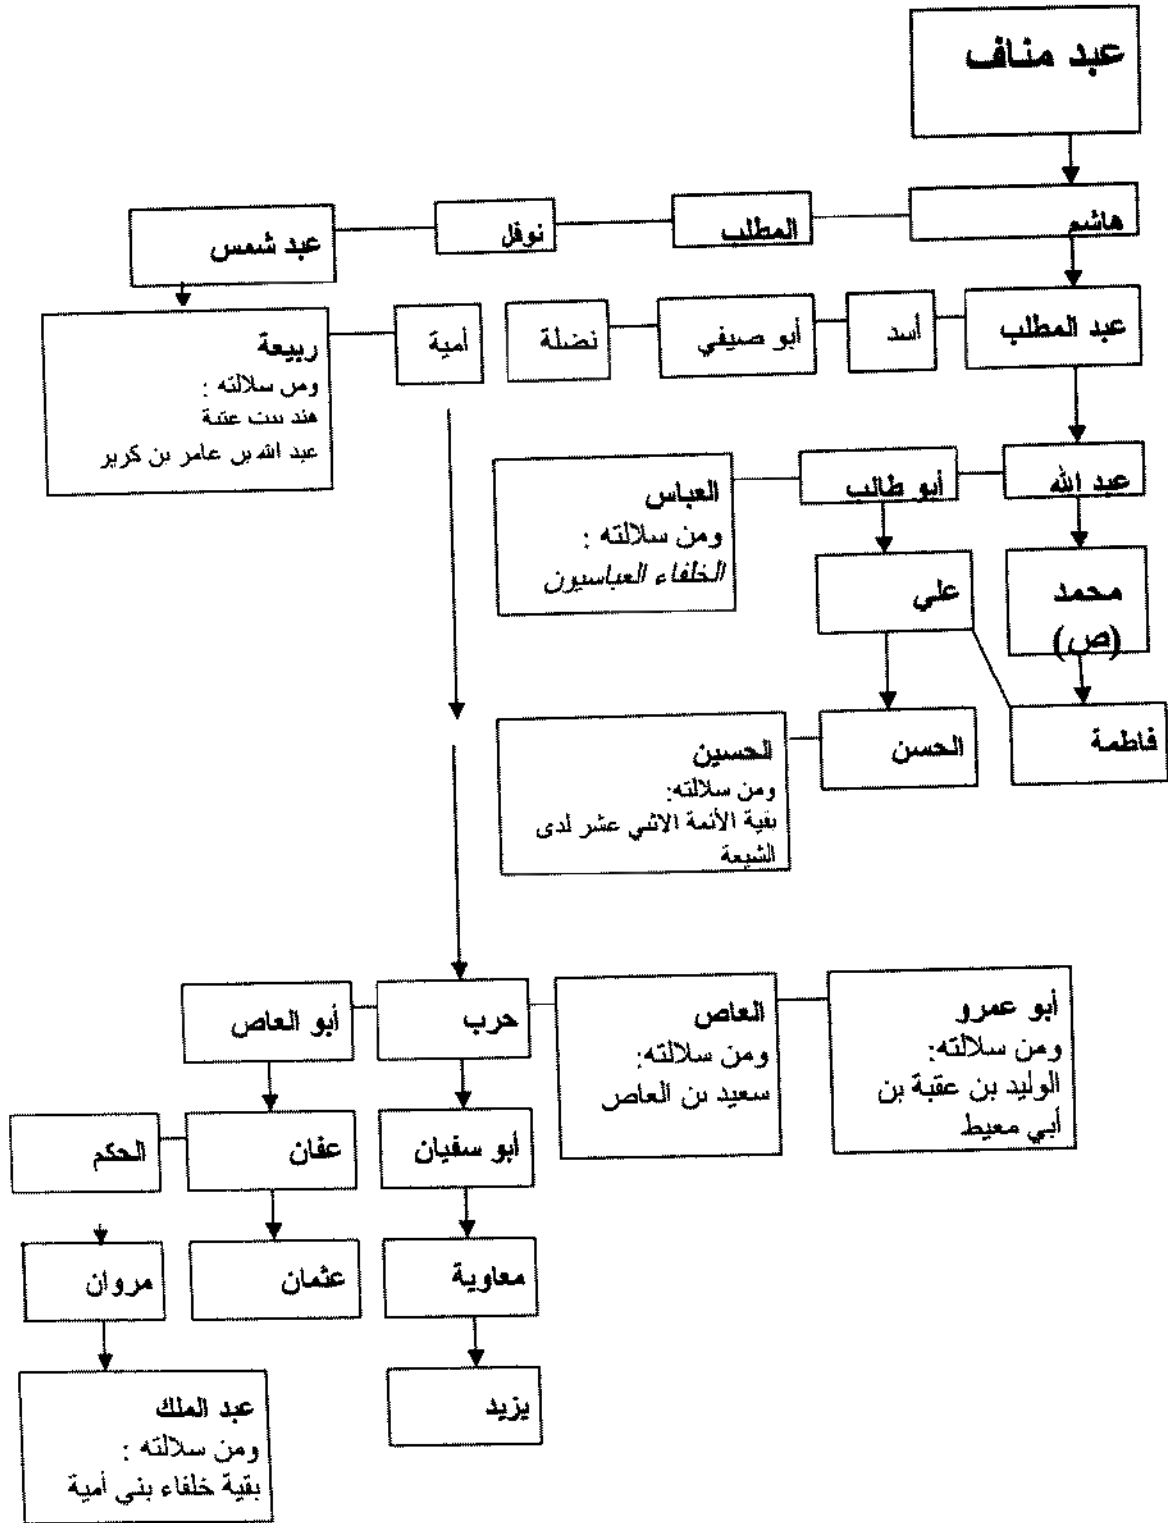 عبد مناف
هاشم
المطلب
نوفل
عبد شمس
عبد المطلب
أسد
أبو صيفي
نضلة
أمية
ربيعة
ومن سلالته :
هند بنت عتبة
عبد الله بن عامر بن كريز
عبد الله
أبو طالب
العباس
ومن سلالته :
الخلفاء العباسيون
محمد
(ص)
علي
فاطمة
الحسن
الحسين
ومن سلالته:
بقية الأئمة الاثني عشر لدى
الشيعة
أبو عمرو
ومن سلالته:
الوليد بن عقبة بن
أبي معيط
العاص
ومن سلالته:
سعيد بن العاص
حرب
أبو العاص
أبو سفيان
عفان
الحكم
معاوية
عثمان
مروان
يزيد
عبد الملك
ومن سلالته :
بقية خلفاء بني أمية